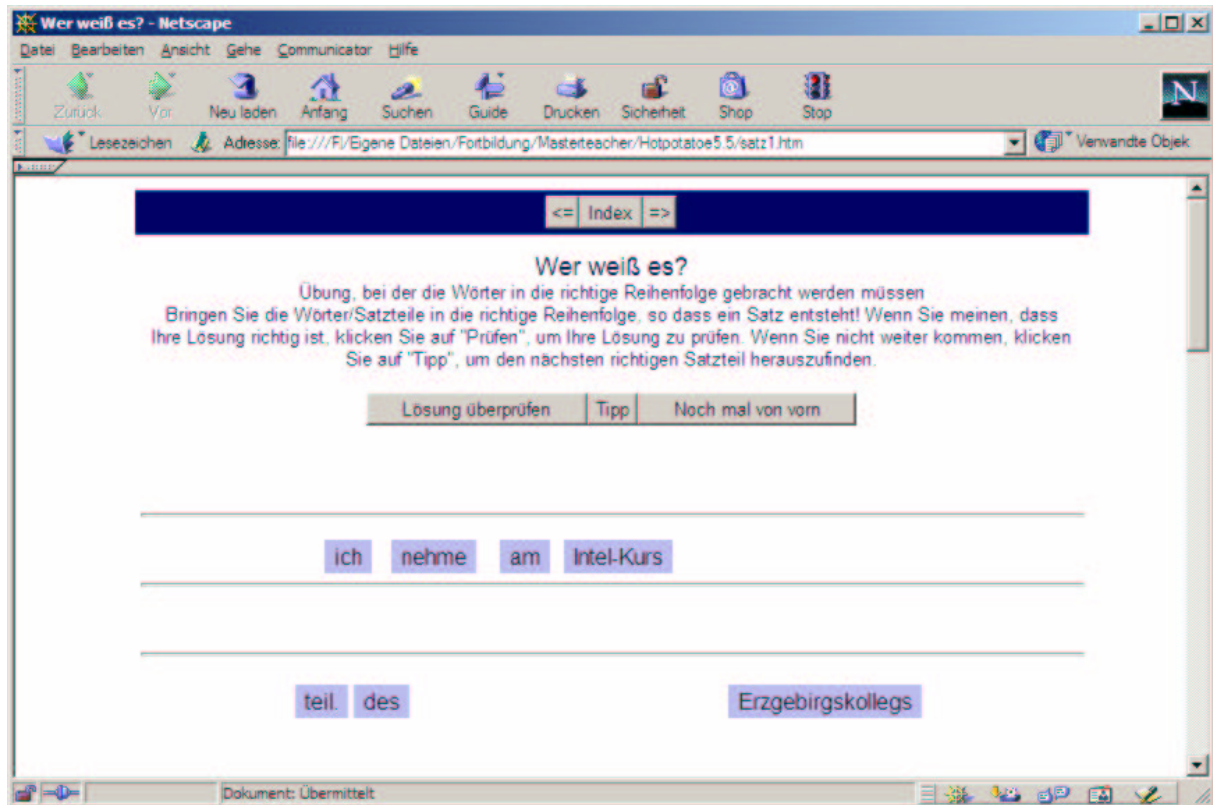 Wer weiß es? - Netscape
Datei Bearbeiten Ansicht Gehe Communicator Hilfe
Zurück Vor Neu laden Anfang Suchen Guide Drucken Sicherheit Shop Stop
N
Lesezeichen Adresse: file:///F|/Eigene Dateien/Fortbildung/Masterteacher/Hotpotatoe5.5/satz1.htm Verwandte Objek
<= Index =>
Wer weiß es?
Übung, bei der die Wörter in die richtige Reihenfolge gebracht werden müssen
Bringen Sie die Wörter/Satzteile in die richtige Reihenfolge, so dass ein Satz entsteht! Wenn Sie meinen, dass
Ihre Lösung richtig ist, klicken Sie auf "Prüfen", um Ihre Lösung zu prüfen. Wenn Sie nicht weiter kommen, klicken
Sie auf "Tipp", um den nächsten richtigen Satzteil herauszufinden.
Lösung überprüfen Tipp Noch mal von vorn
ich nehme am Intel-Kurs
teil. des Erzgebirgskollegs
Dokument: Übermittelt